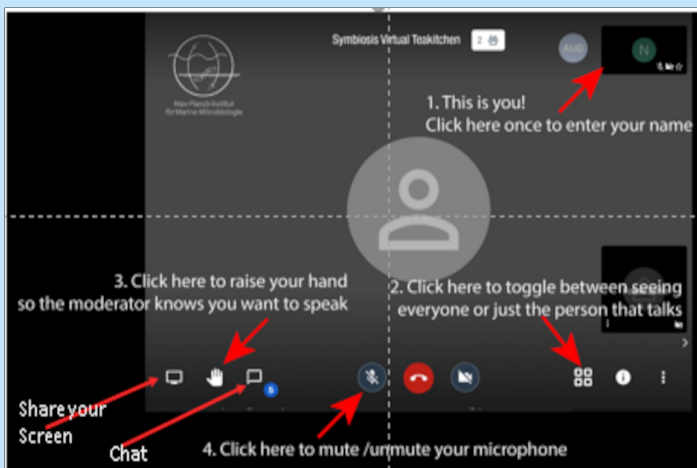 Symbiosis Virtual Teakitchen 2
AUD
N
Max-Planck-Institut
für Marine Mikrobiologie
1. This is you!
Click here once to enter your name
3. Click here to raise your hand
so the moderator knows you want to speak
2. Click here to toggle between seeing
everyone or just the person that talks
Share your
Screen
Chat
4. Click here to mute /unmute your microphone